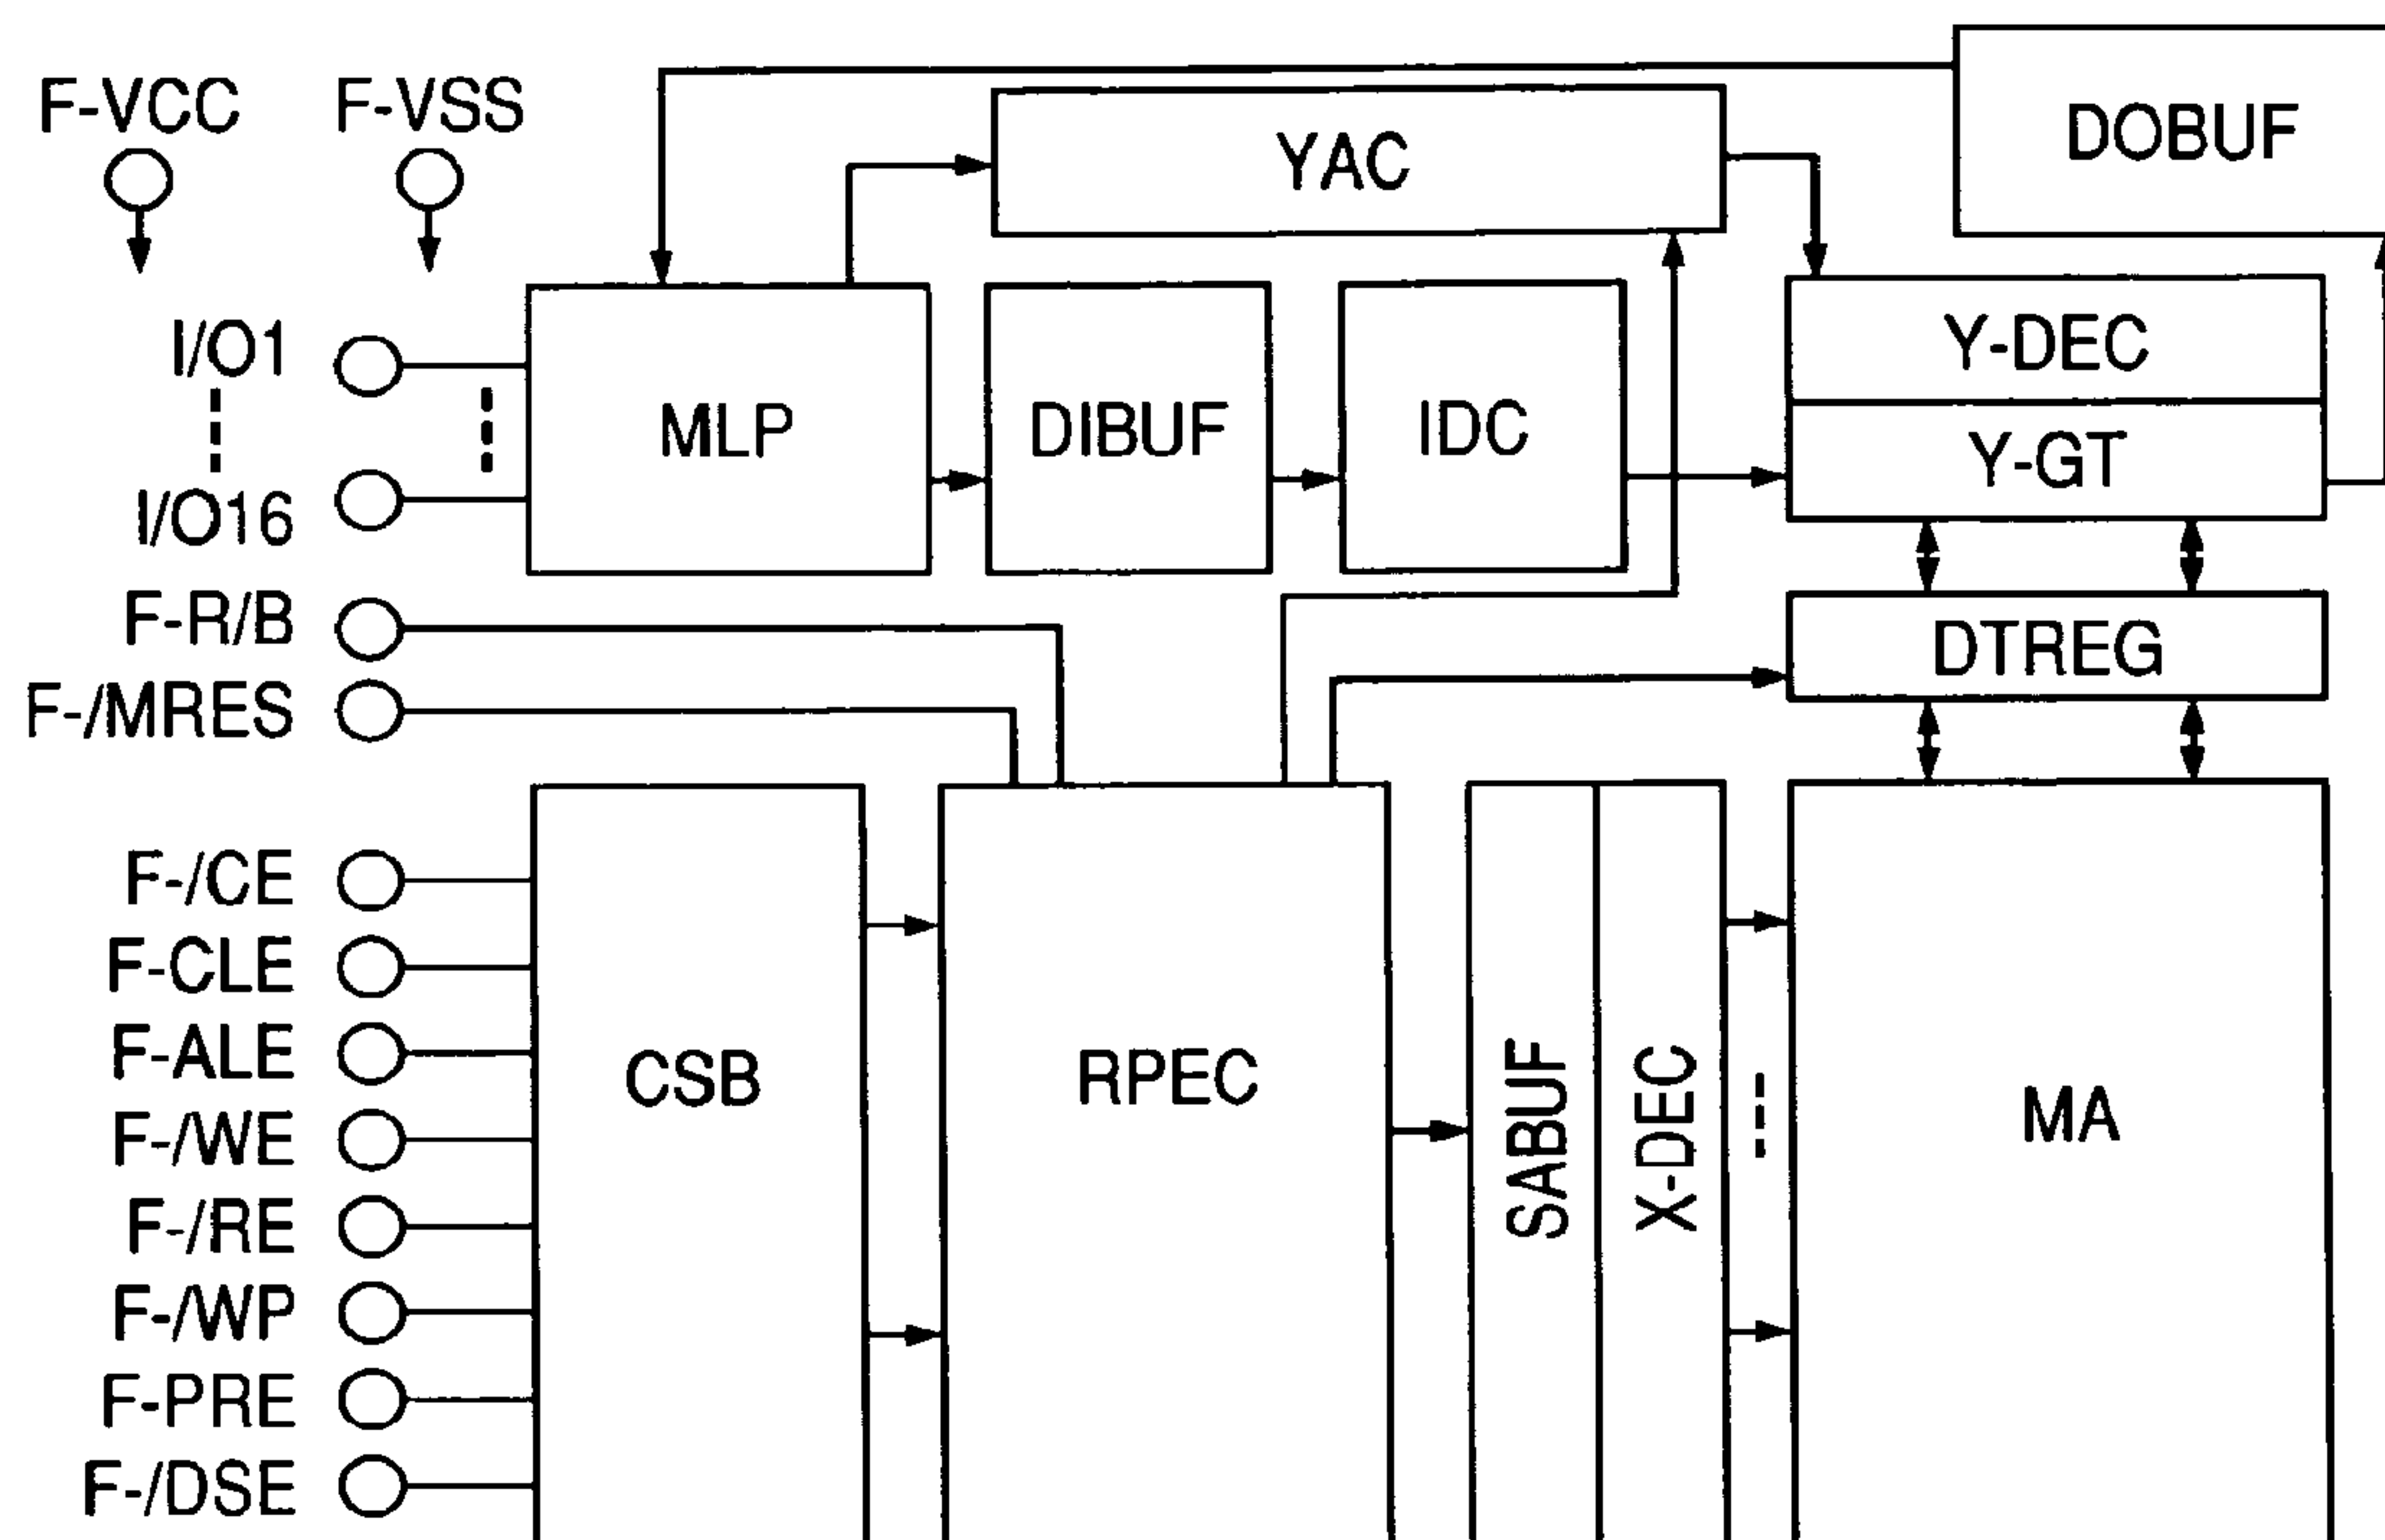 F-VCC
F-VSS
DOBUF
YAC
I/O1
I/O16
MLP
DIBUF
IDC
Y-DEC
Y-GT
F-R/B
F-/MRES
DTREG
F-/CE
F-CLE
F-ALE
F-/WE
F-/RE
F-/WP
F-PRE
F-/DSE
CSB
RPEC
SABUF
X-DEC
MA